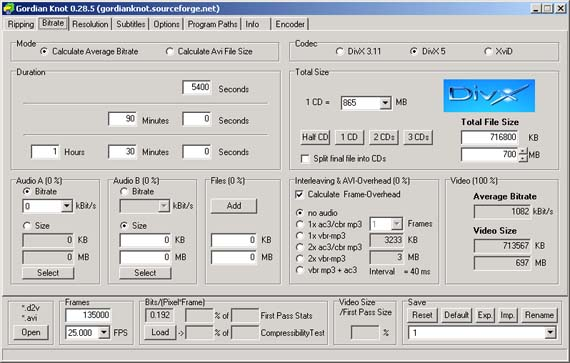 Gordian Knot 0.28.5 (gordianknot.sourceforge.net)
Ripping Bitrate Resolution Subtitles Options Program Paths Info Encoder
Mode
Calculate Average Bitrate Calculate Avi File Size
Codec
DivX 3.11 DivX 5 XviD
Duration
5400 Seconds
90 Minutes 0 Seconds
1 Hours 30 Minutes 0 Seconds
Total Size
1 CD = 865 MB
DivX
Half CD 1 CD 2 CDs 3 CDs
Split final file into CDs
Total File Size
716800 KB
700 MB
Audio A (0 %)
Bitrate
0 kBit/s
Size
0 KB
0 MB
Select
Audio B (0 %)
Bitrate
kBit/s
Size
0 KB
0 MB
Select
Files (0 %)
Add
0 KB
0 MB
Interleaving & AVI-Overhead (0 %)
Calculate Frame-Overhead
no audio
1x ac3/cbr mp3
1x vbr-mp3
2x ac3/cbr mp3
2x vbr-mp3
vbr mp3 + ac3
1 Frames
3233 KB
3 MB
Interval = 40 ms
Video (100 %)
Average Bitrate
1082 kBit/s
Video Size
713567 KB
697 MB
*.d2v
*.avi
Open
Frames
135000
25.000 FPS
Bits/(Pixel*Frame)
0.192 % of First Pass Stats
Load -> % of CompressibilityTest
Video Size
/First Pass Size
%
Save
Reset Default Exp. Imp. Rename
1